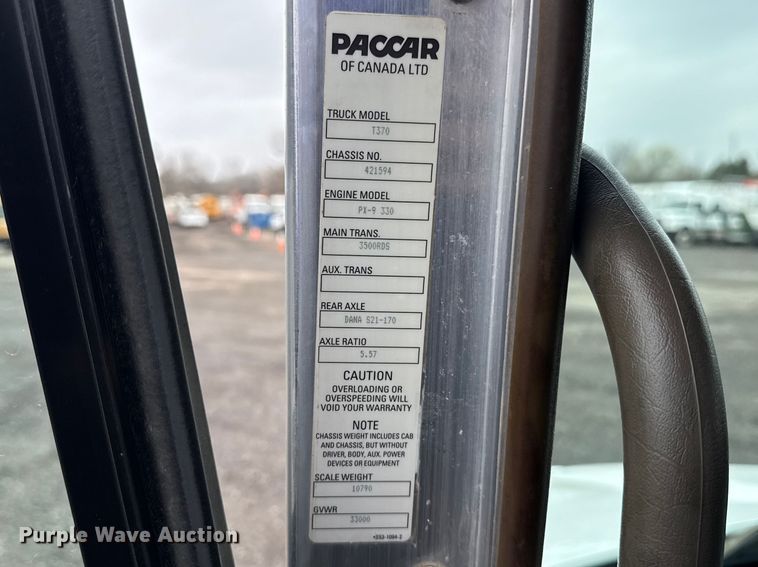 PACCAR
OF CANADA LTD
TRUCK MODEL
T370
CHASSIS NO.
421594
ENGINE MODEL
PX-9 330
MAIN TRANS.
3500RDS
AUX. TRANS
REAR AXLE
DANA S21-170
AXLE RATIO
5.57
CAUTION
OVERLOADING OR
OVERSPEEDING WILL
VOID YOUR WARRANTY
NOTE
CHASSIS WEIGHT INCLUDES CAB
AND CHASSIS, BUT WITHOUT
DRIVER, BODY, AUX. POWER
DEVICES OR EQUIPMENT
SCALE WEIGHT
10790
GVWR
33000
Purple Wave Auction